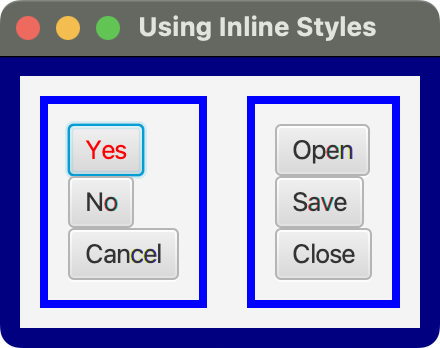 Using Inline Styles
Yes
No
Cancel
Open
Save
Close